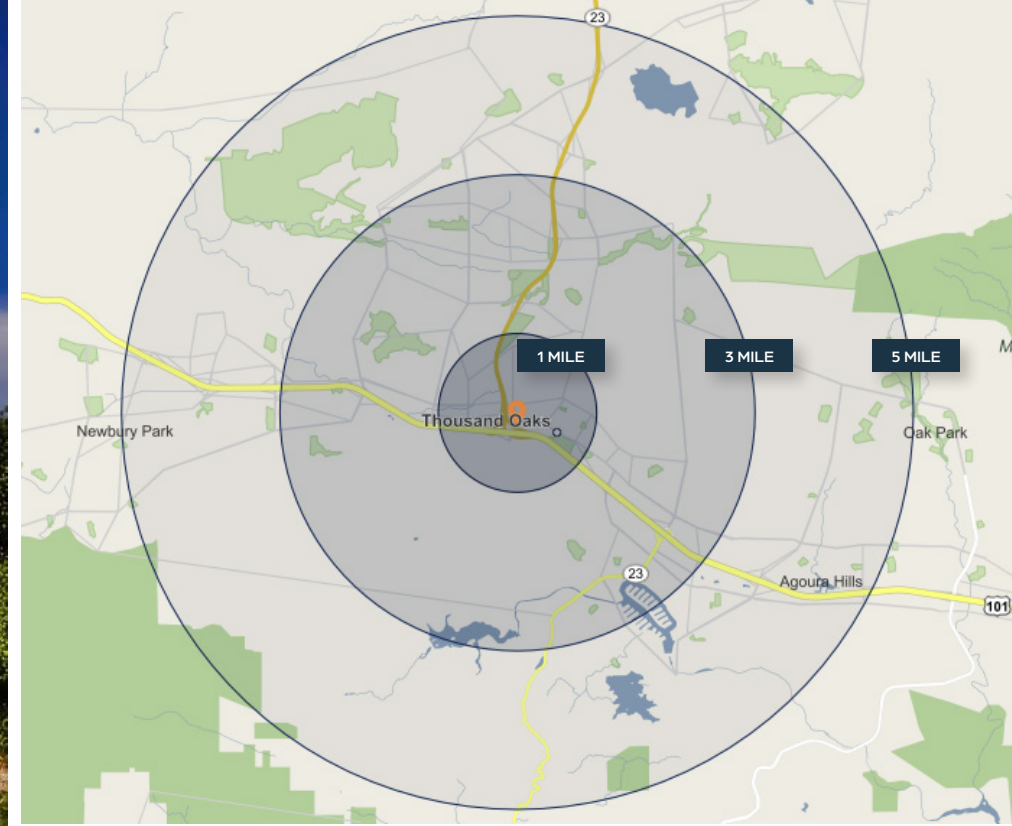 23
1 MILE
3 MILE
5 MILE
Thousand Oaks
Newbury Park
Oak Park
23
Agoura Hills
101